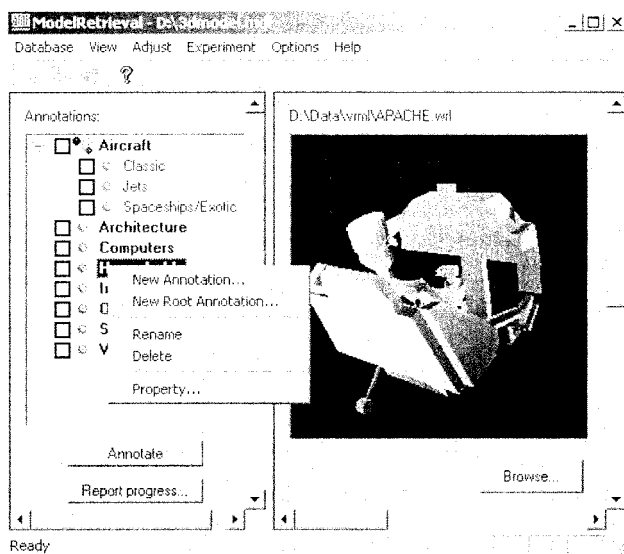 ModelRetrieval - D:\3dmodel.mdb
Database View Adjust Experiment Options Help
Annotations:
Aircraft
Classic
Jets
Spaceships/Exotic
Architecture
Computers
New Annotation...
New Root Annotation...
Rename
Delete
Property...
Annotate
Report progress...
D:\Data\vrml\APACHE.wrl
Browse...
Ready